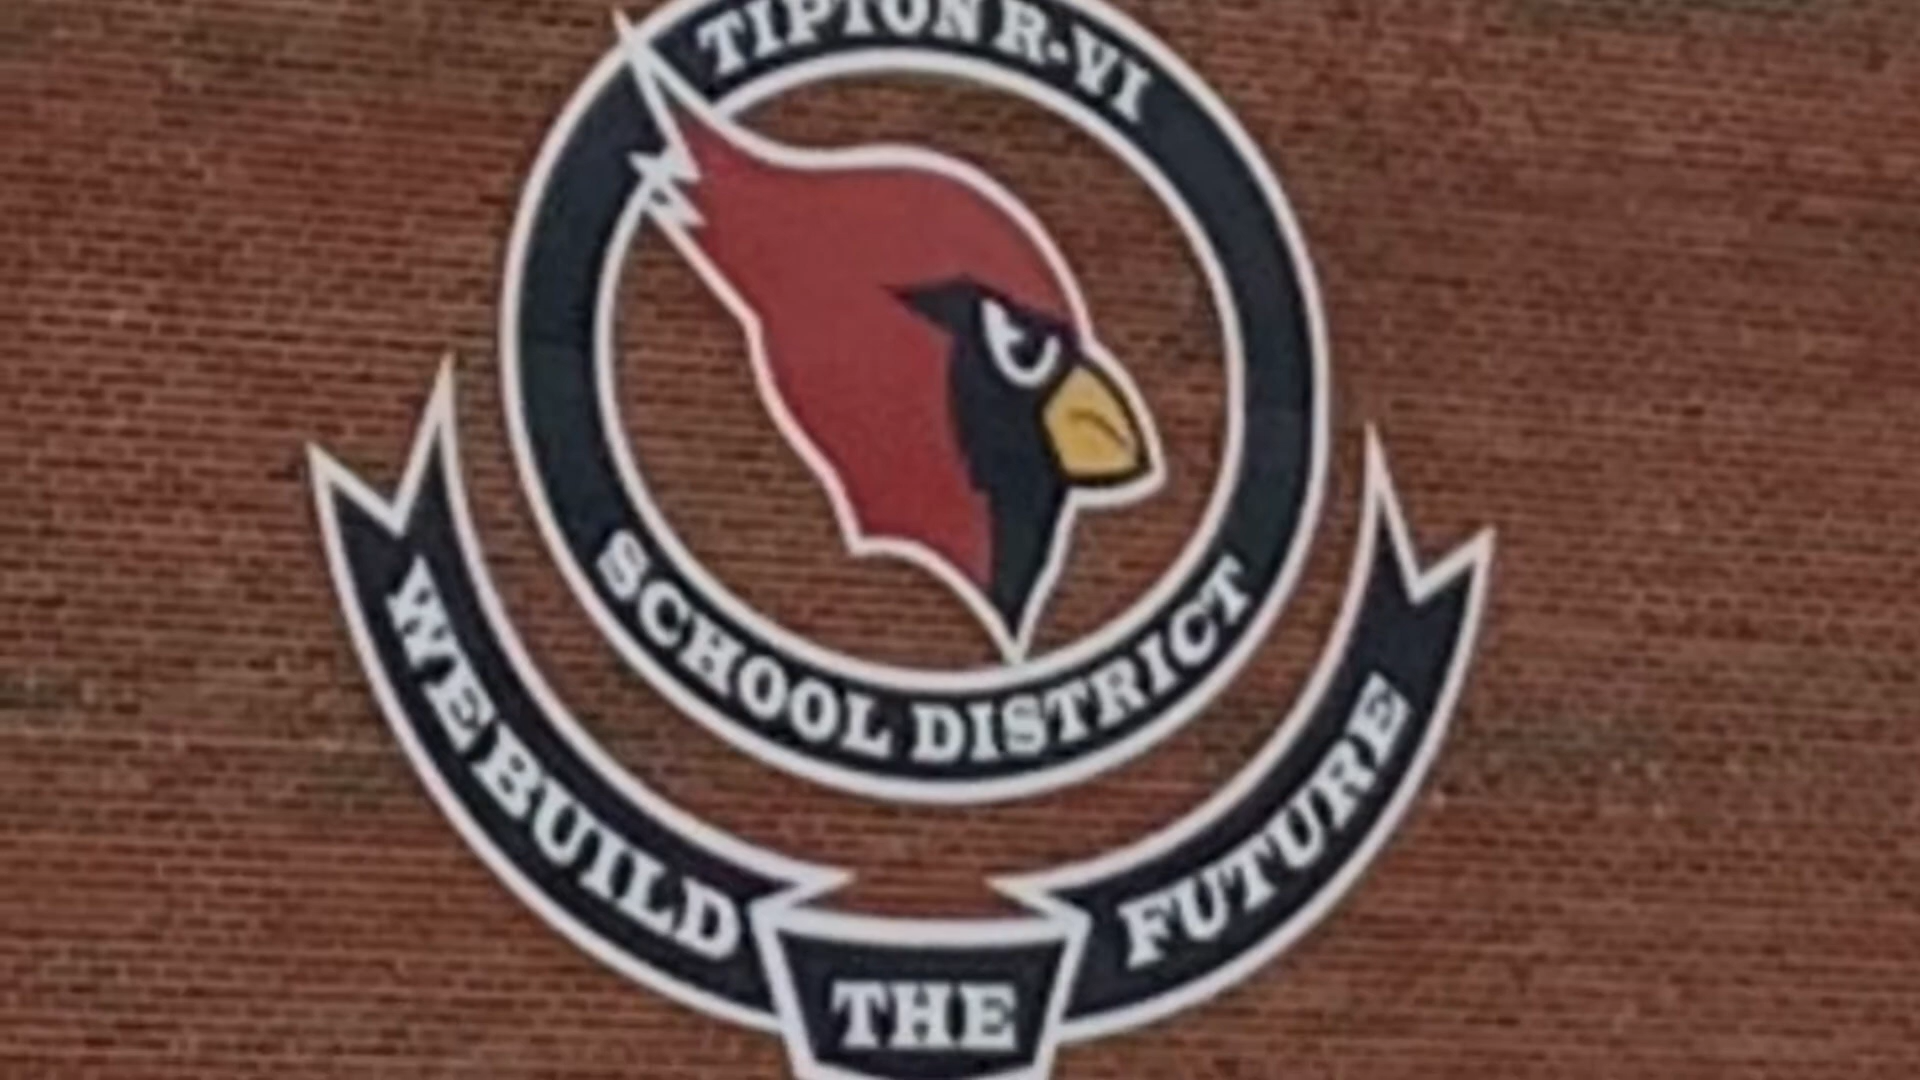 TIPTON R-VI
SCHOOL DISTRICT
WE BUILD
THE
FUTURE